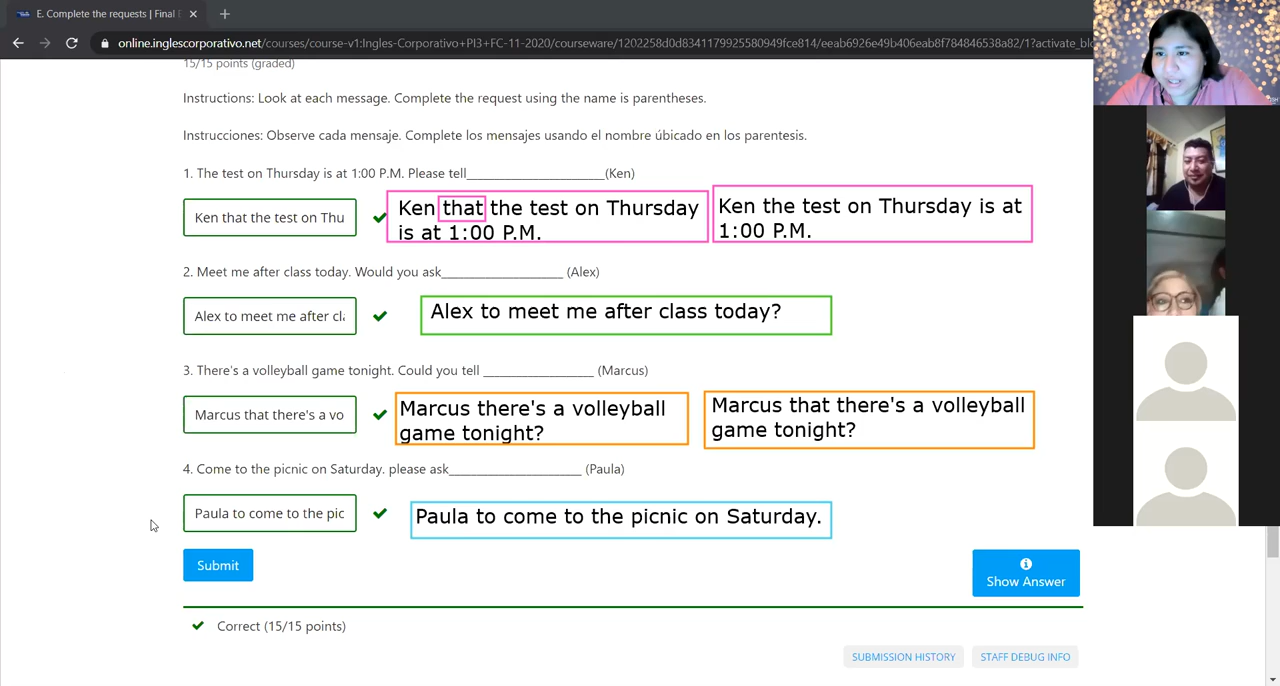 E. Complete the requests | Final E
online.inglescorporativo.net/courses/course-v1:Ingles-Corporativo+PI3+FC-11-2020/courseware/1202258d0d8341179925580949fce814/eeab6926e49b406eab8f784846538a82/1?activate_blo
15/15 points (graded)
Instructions: Look at each message. Complete the request using the name is parentheses.
Instrucciones: Observe cada mensaje. Complete los mensajes usando el nombre úbicado en los parentesis.
1. The test on Thursday is at 1:00 P.M. Please tell____________________(Ken)
Ken that the test on Thu
Ken that the test on Thursday
is at 1:00 P.M.
Ken the test on Thursday is at
1:00 P.M.
2. Meet me after class today. Would you ask__________________ (Alex)
Alex to meet me after cla
Alex to meet me after class today?
3. There's a volleyball game tonight. Could you tell ________________ (Marcus)
Marcus that there's a vo
Marcus there's a volleyball
game tonight?
Marcus that there's a volleyball
game tonight?
4. Come to the picnic on Saturday. please ask___________________ (Paula)
Paula to come to the pic
Paula to come to the picnic on Saturday.
Submit
Show Answer
Correct (15/15 points)
SUBMISSION HISTORY
STAFF DEBUG INFO